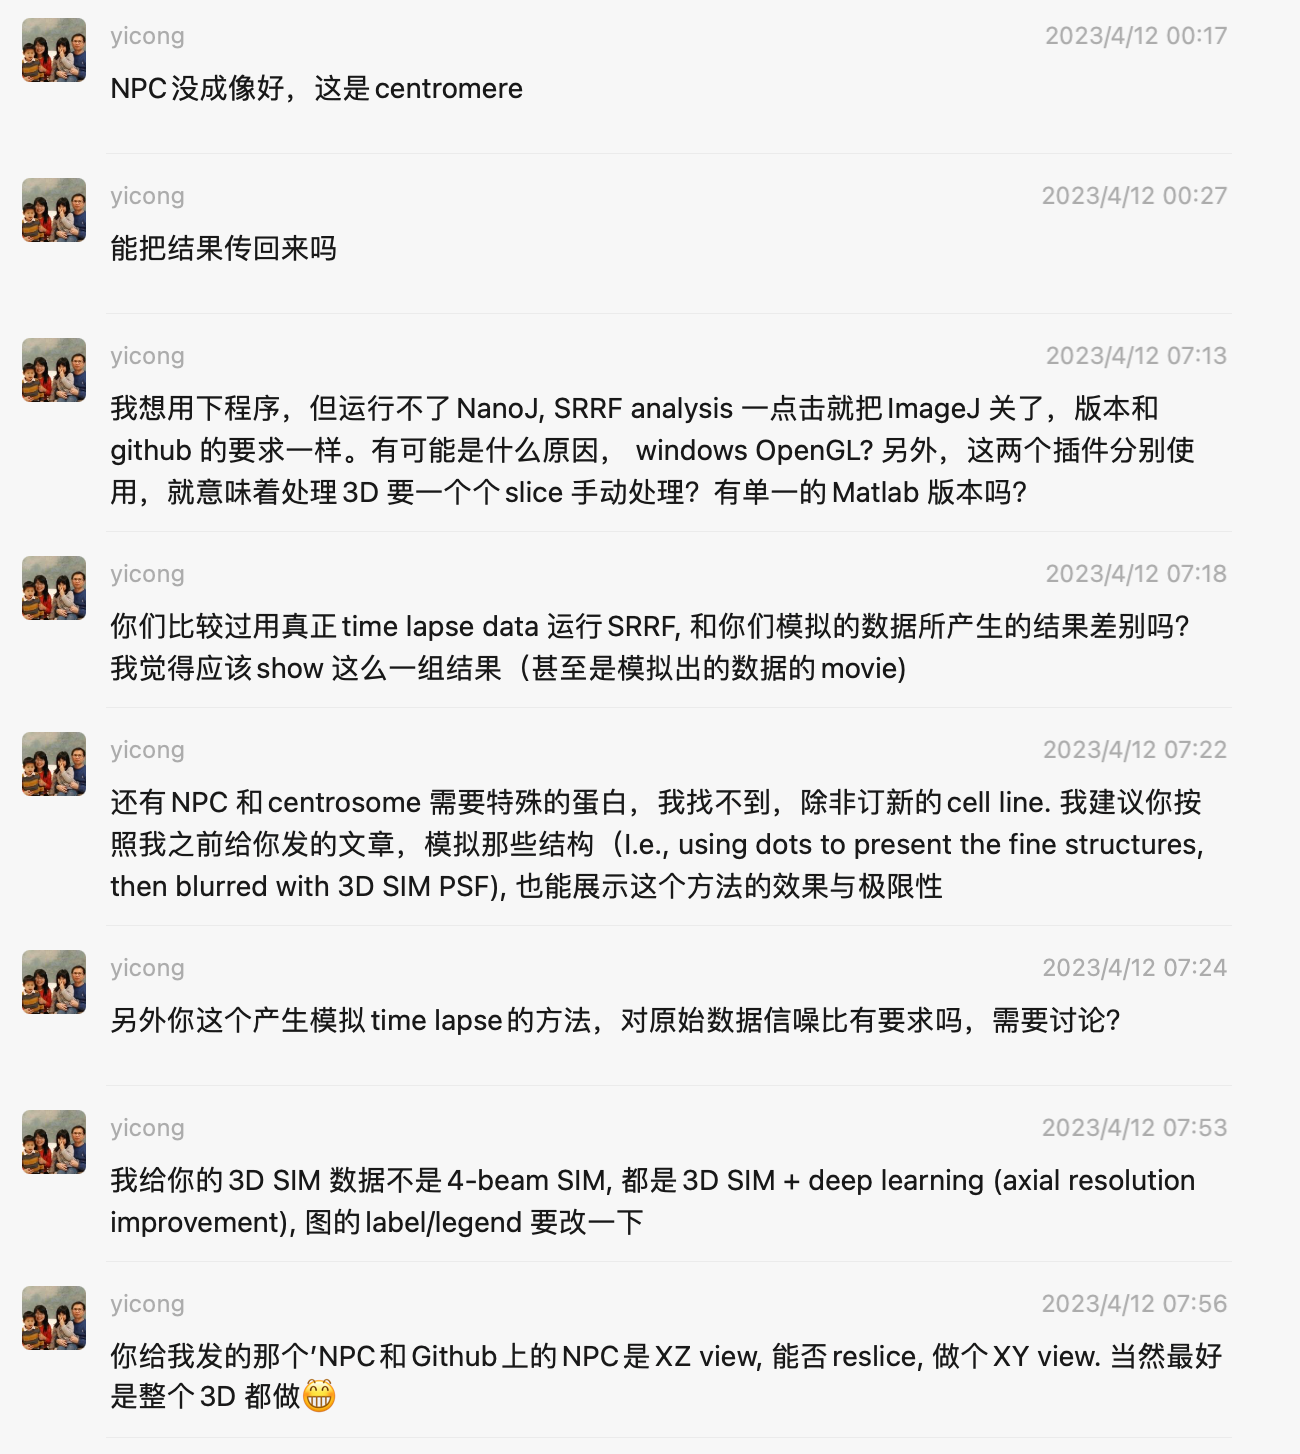 yicong 2023/4/12 00:17
NPC没成像好，这是centromere
yicong 2023/4/12 00:27
能把结果传回来吗
yicong 2023/4/12 07:13
我想用下程序，但运行不了NanoJ, SRRF analysis 一点击就把ImageJ 关了，版本和
github 的要求一样。有可能是什么原因， windows OpenGL? 另外，这两个插件分别使
用，就意味着处理3D 要一个个slice 手动处理？有单一的Matlab 版本吗？
yicong 2023/4/12 07:18
你们比较过用真正time lapse data 运行SRRF, 和你们模拟的数据所产生的结果差别吗？
我觉得应该show 这么一组结果（甚至是模拟出的数据的movie)
yicong 2023/4/12 07:22
还有NPC 和centrosome 需要特殊的蛋白，我找不到，除非订新的cell line. 我建议你按
照我之前给你发的文章，模拟那些结构（I.e., using dots to present the fine structures,
then blurred with 3D SIM PSF), 也能展示这个方法的效果与极限性
yicong 2023/4/12 07:24
另外你这个产生模拟time lapse的方法，对原始数据信噪比有要求吗，需要讨论？
yicong 2023/4/12 07:53
我给你的3D SIM 数据不是4-beam SIM, 都是3D SIM + deep learning (axial resolution
improvement), 图的label/legend 要改一下
yicong 2023/4/12 07:56
你给我发的那个’NPC和Github上的NPC是XZ view, 能否reslice, 做个XY view. 当然最好
是整个3D 都做😁